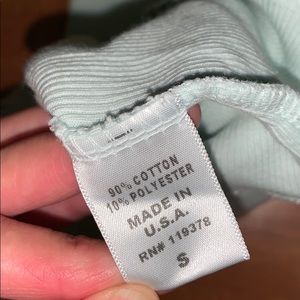 90% COTTON
10% POLYESTER
MADE IN
U.S.A.
RN# 119378
S